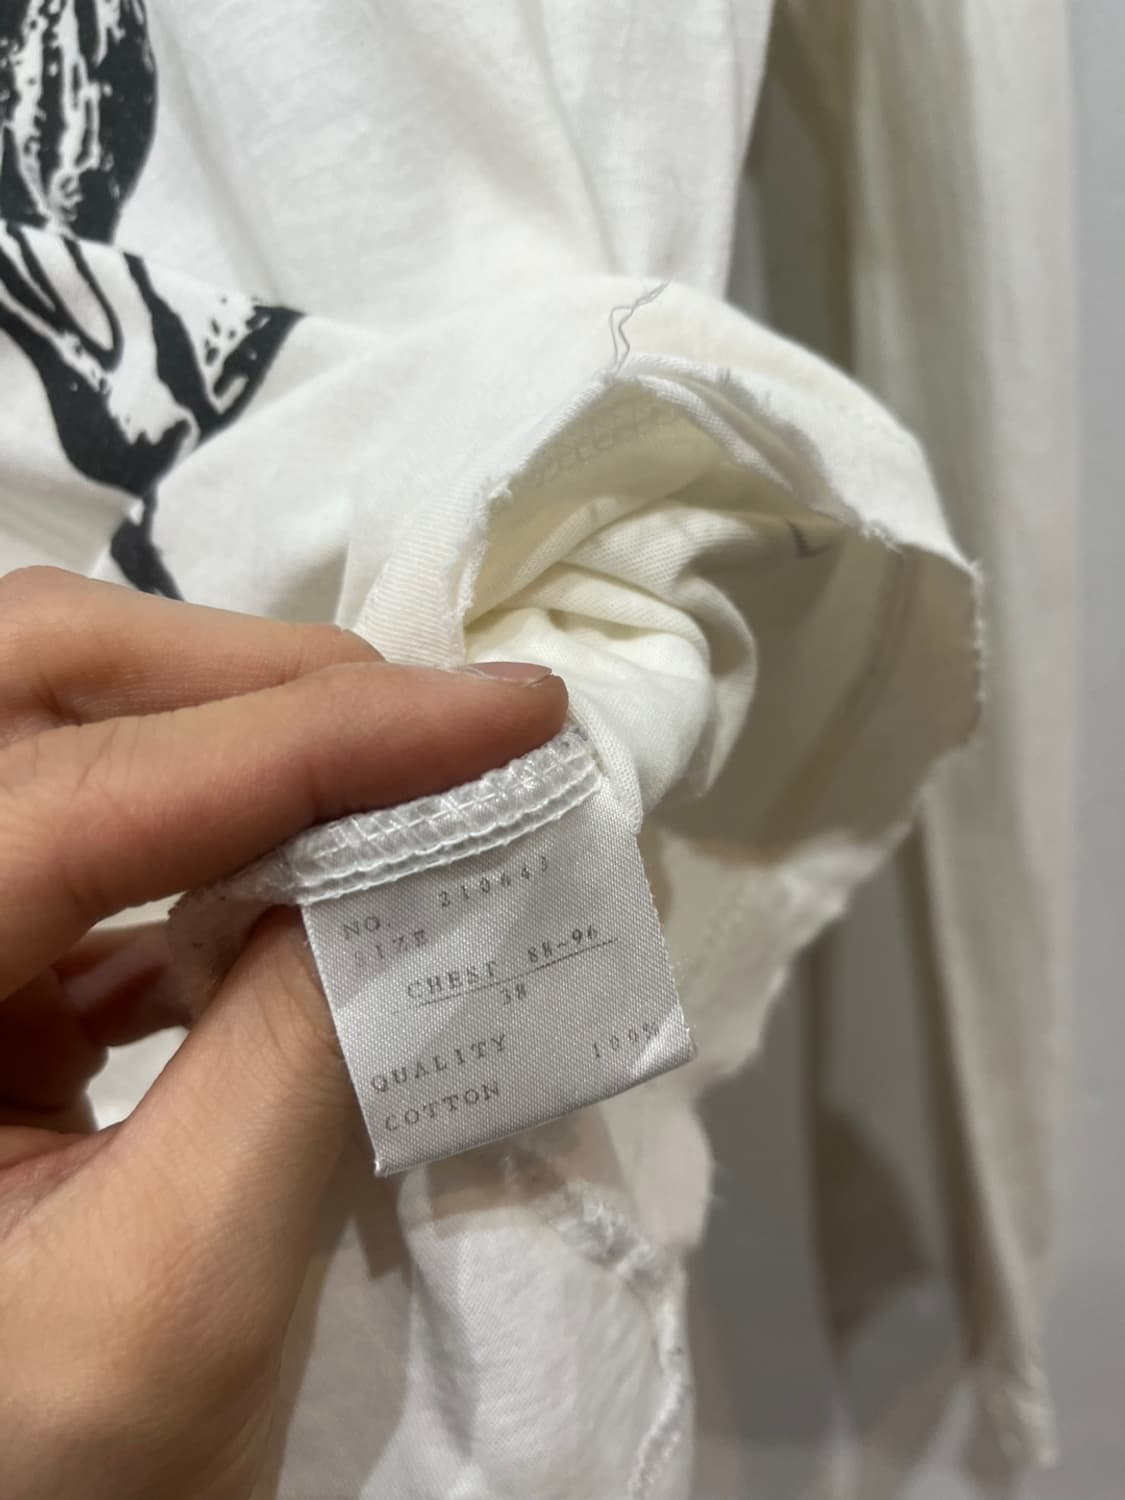 NO. 210643
SIZE
CHEST 88~96
38
QUALITY 100%
COTTON